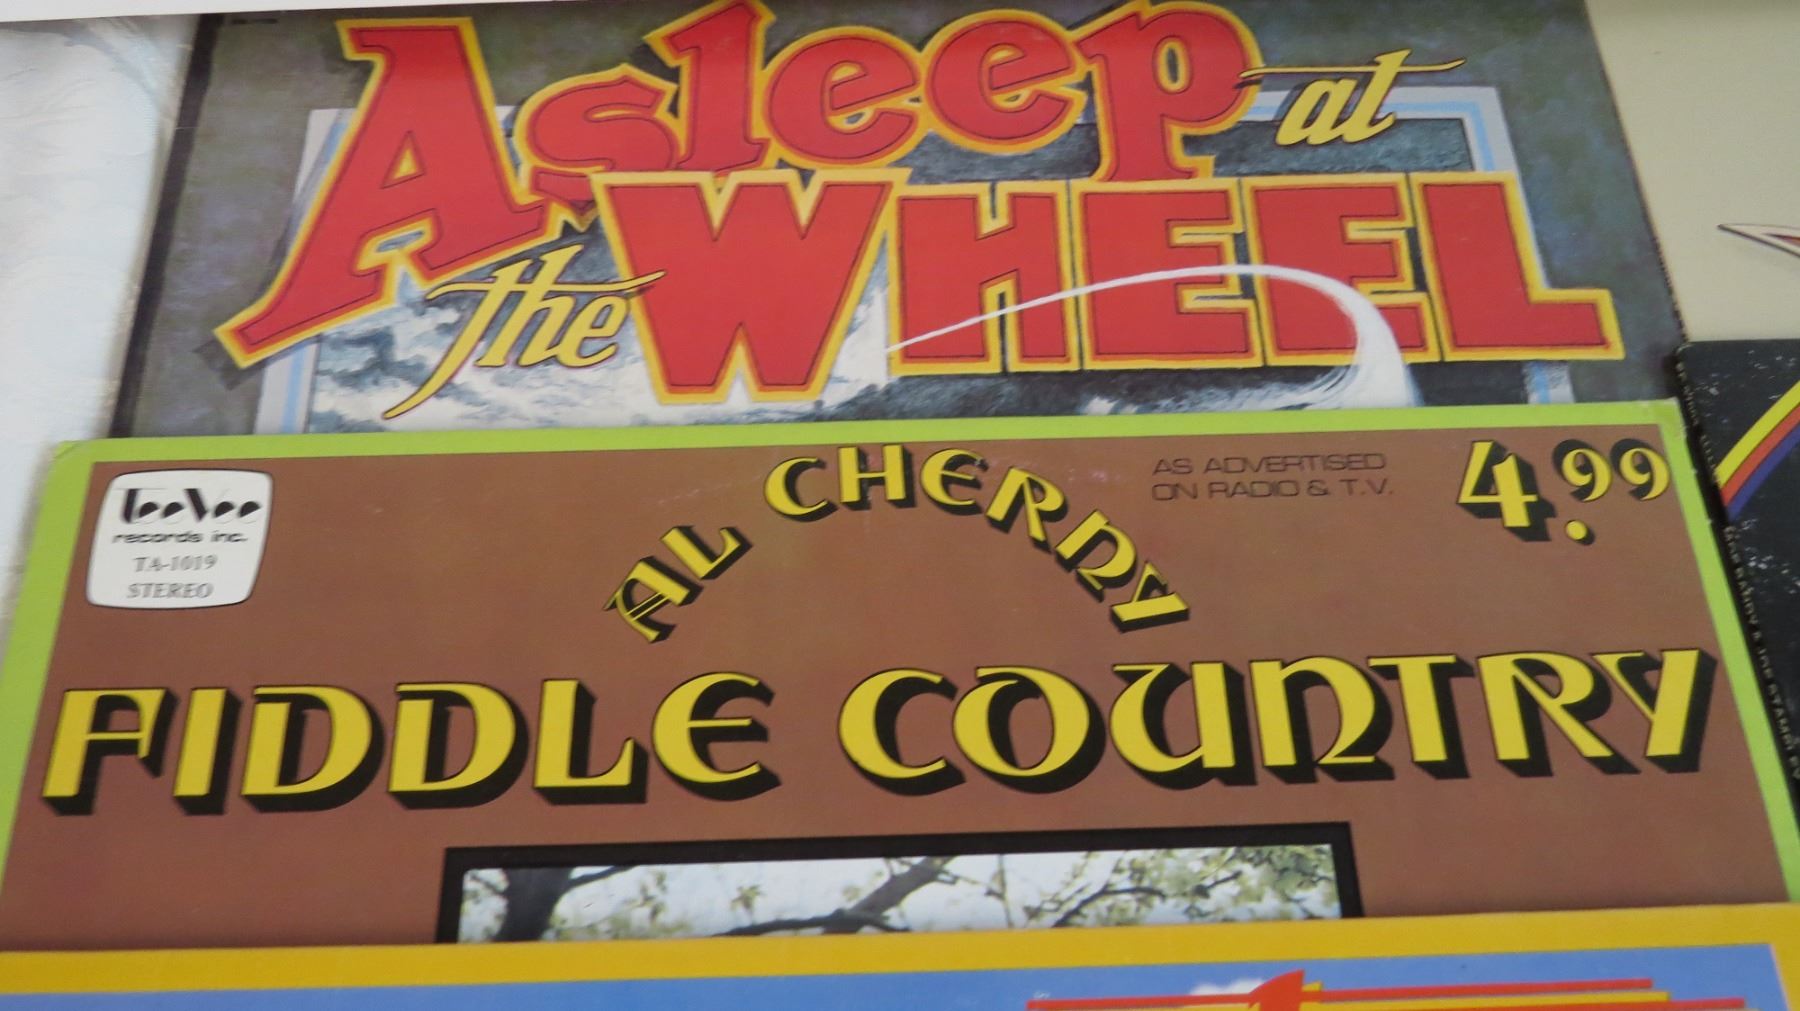 Asleep at
the WHEEL
TeeVee
records inc.
TA-1019
STEREO
AL CHERNY
AS ADVERTISED
ON RADIO & T.V.
4.99
FIDDLE COUNTRY